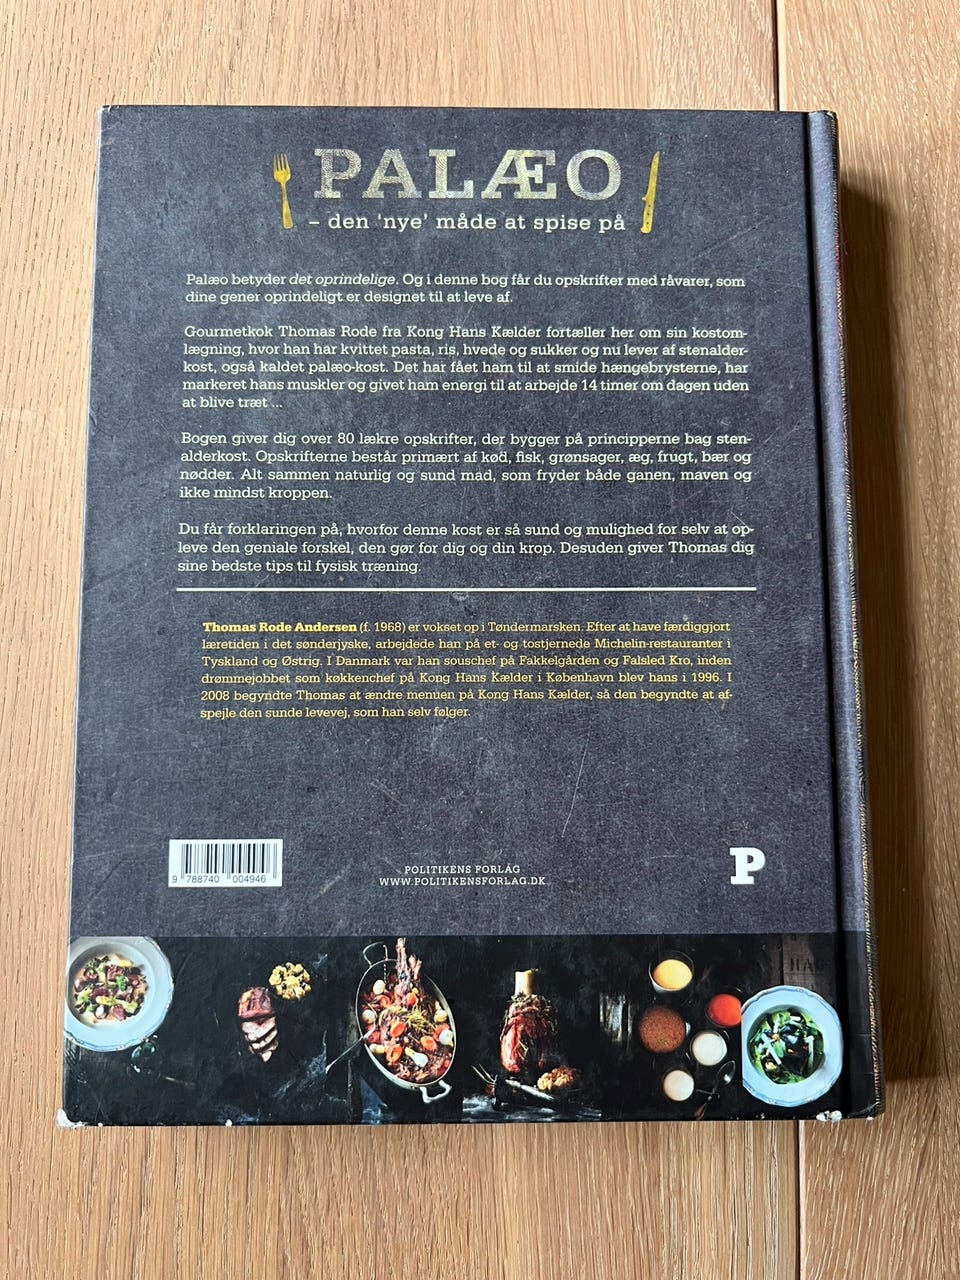 PALÆO
– den 'nye' måde at spise på
Palæo betyder det oprindelige. Og i denne bog får du opskrifter med råvarer, som
dine gener oprindeligt er designet til at leve af.
Gourmetkok Thomas Rode fra Kong Hans Kælder fortæller her om sin kostom-
lægning, hvor han har kvittet pasta, ris, hvede og sukker og nu lever af stenalder-
kost, også kaldet palæo-kost. Det har fået ham til at smide hængebrysterne, har
markeret hans muskler og givet ham energi til at arbejde 14 timer om dagen uden
at blive træt ...
Bogen giver dig over 80 lækre opskrifter, der bygger på principperne bag sten-
alderkost. Opskrifterne består primært af kød, fisk, grønsager, æg, frugt, bær og
nødder. Alt sammen naturlig og sund mad, som fryder både ganen, maven og
ikke mindst kroppen.
Du får forklaringen på, hvorfor denne kost er så sund og mulighed for selv at op-
leve den geniale forskel, den gør for dig og din krop. Desuden giver Thomas dig
sine bedste tips til fysisk træning.
Thomas Rode Andersen (f. 1968) er vokset op i Tøndermarsken. Efter at have færdiggjort
læretiden i det sønderjyske, arbejdede han på et- og tostjernede Michelin-restauranter i
Tyskland og Østrig. I Danmark var han souschef på Fakkelgården og Falsled Kro, inden
drømmejobbet som køkkenchef på Kong Hans Kælder i København blev hans i 1996. I
2008 begyndte Thomas at ændre menuen på Kong Hans Kælder, så den begyndte at af-
spejle den sunde levevej, som han selv følger.
9 788740 004946
POLITIKENS FORLAG
WWW.POLITIKENSFORLAG.DK
P